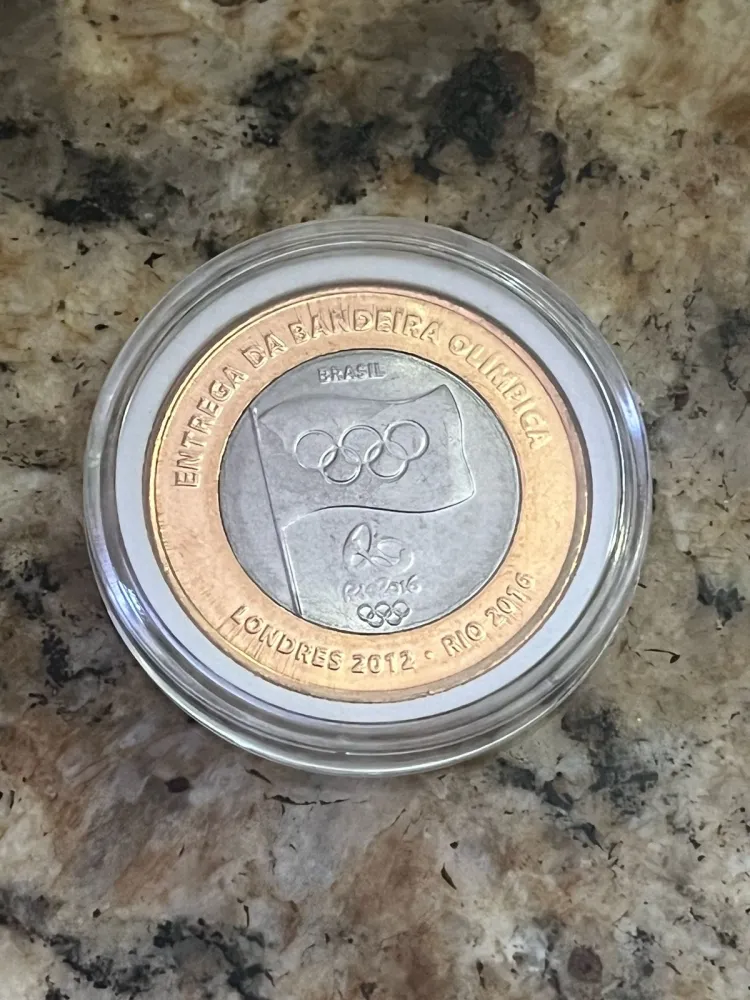 ENTREGA DA BANDEIRA OLÍMPICA
BRASIL
Rio2016
LONDRES 2012 · RIO 2016